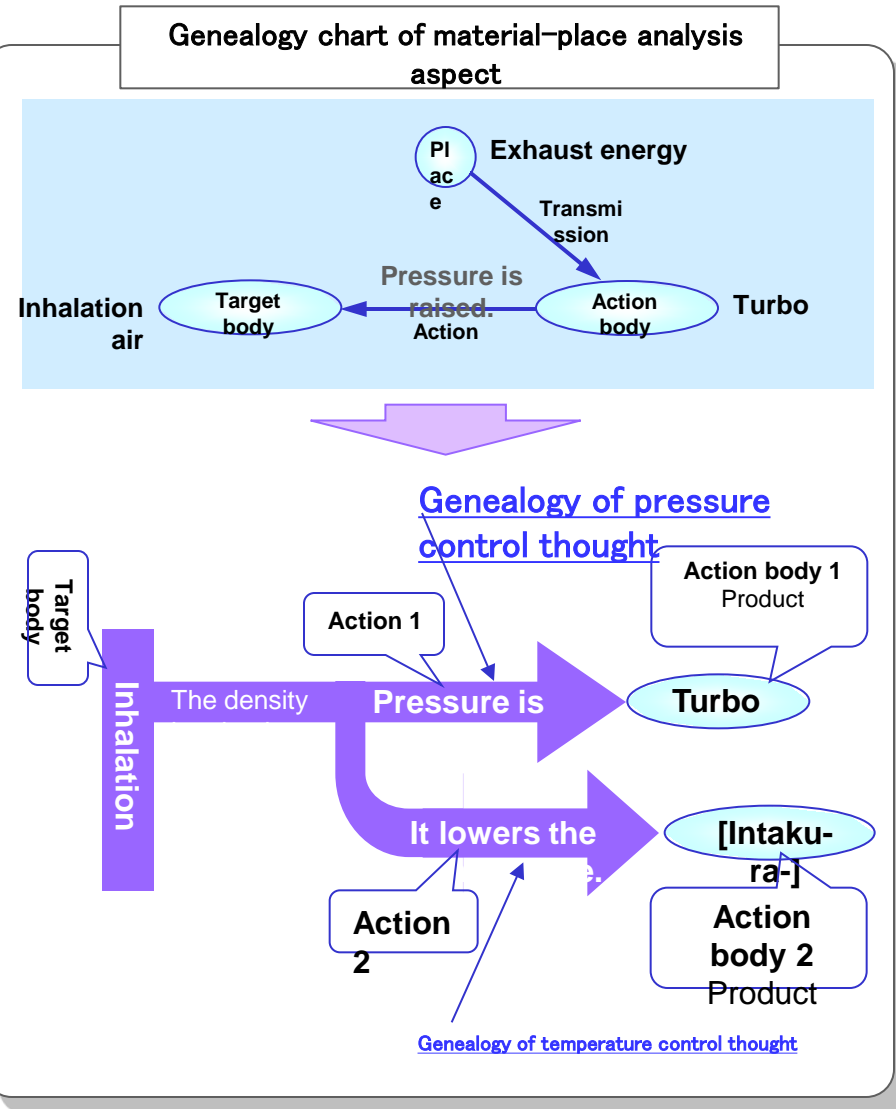 Genealogy chart of material-place analysis
aspect
Pl
ac
e
Exhaust energy
Transmi
ssion
Pressure is
raised.
Inhalation
air
Target
body
Action
Action
body
Turbo
Genealogy of pressure
control thought
Target
body
Action 1
Action body 1
Product
Inhalation
The density
Pressure is
Turbo
It lowers the
[Intaku-
ra-]
Action
2
Action
body 2
Product
Genealogy of temperature control thought